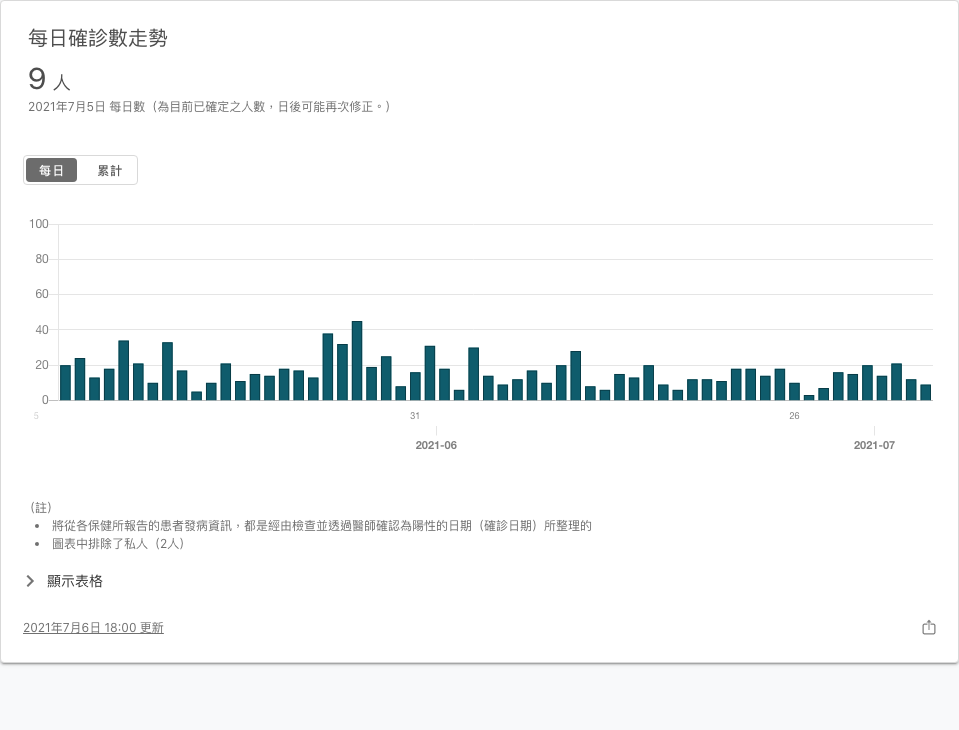 每日確診數走勢
9 人
2021年7月5日 每日數（為目前已確定之人數，日後可能再次修正。）
每日 累計
100
80
60
40
20
0
5 31 26
2021-06 2021-07
（註）
• 將從各保健所報告的患者發病資訊，都是經由檢查並透過醫師確認為陽性的日期（確診日期）所整理的
• 圖表中排除了私人（2人）
顯示表格
2021年7月6日 18:00 更新